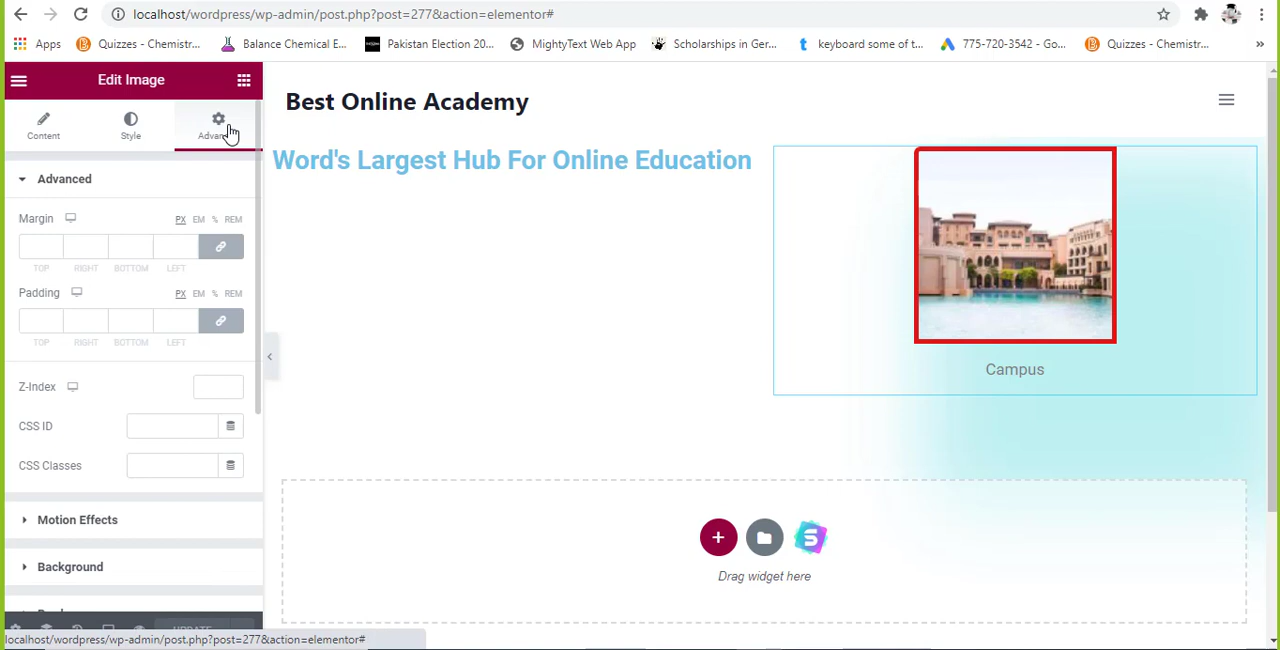 localhost/wordpress/wp-admin/post.php?post=277&action=elementor#
Apps Quizzes - Chemistr... Balance Chemical E... Pakistan Election 20... MightyText Web App Scholarships in Ger... keyboard some of t... 775-720-3542 - Go... Quizzes - Chemistr... »
Edit Image
Content Style
Advanced
Margin PX EM % REM
TOP RIGHT BOTTOM LEFT
Padding PX EM % REM
TOP RIGHT BOTTOM LEFT
Z-Index
CSS ID
CSS Classes
Motion Effects
Background
localhost/wordpress/wp-admin/post.php?post=277&action=elementor#
Best Online Academy
Word's Largest Hub For Online Education
Campus
Drag widget here